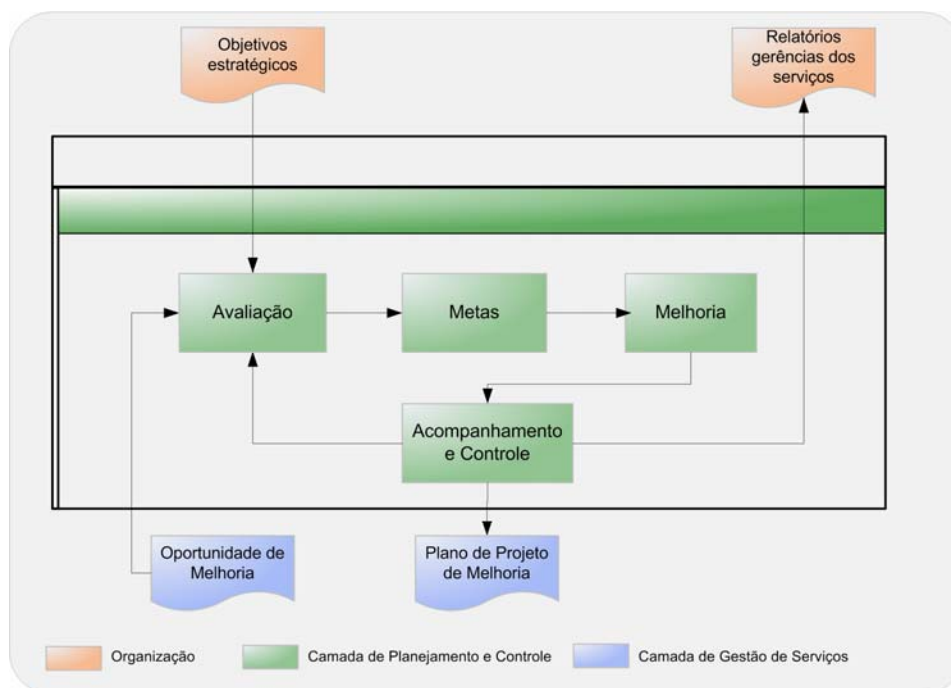 Objetivos
estratégicos
Relatórios
gerências dos
serviços
Avaliação
Metas
Melhoria
Acompanhamento
e Controle
Oportunidade de
Melhoria
Plano de Projeto
de Melhoria
Organização
Camada de Planejamento e Controle
Camada de Gestão de Serviços